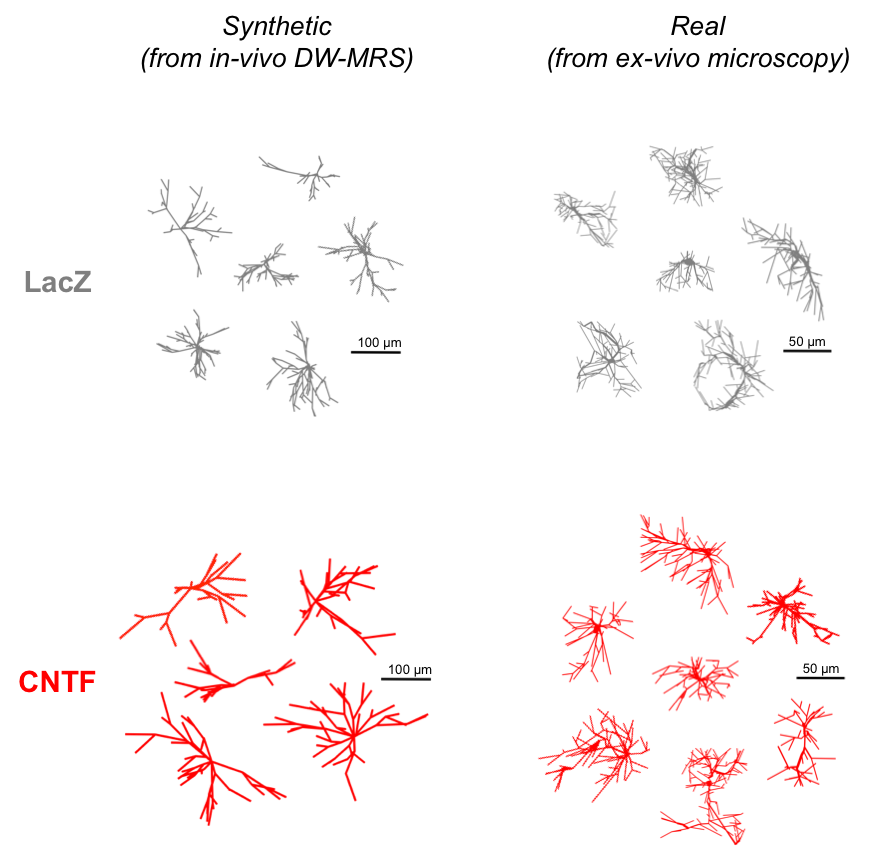 Synthetic
(from in-vivo DW-MRS)
Real
(from ex-vivo microscopy)
LacZ
100 µm
50 µm
CNTF
100 µm
50 µm